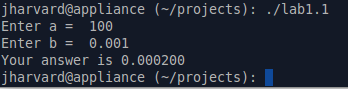 jharvard@appliance (~/projects): ./lab1.1
Enter a =  100
Enter b =  0.001
Your answer is 0.000200
jharvard@appliance (~/projects):